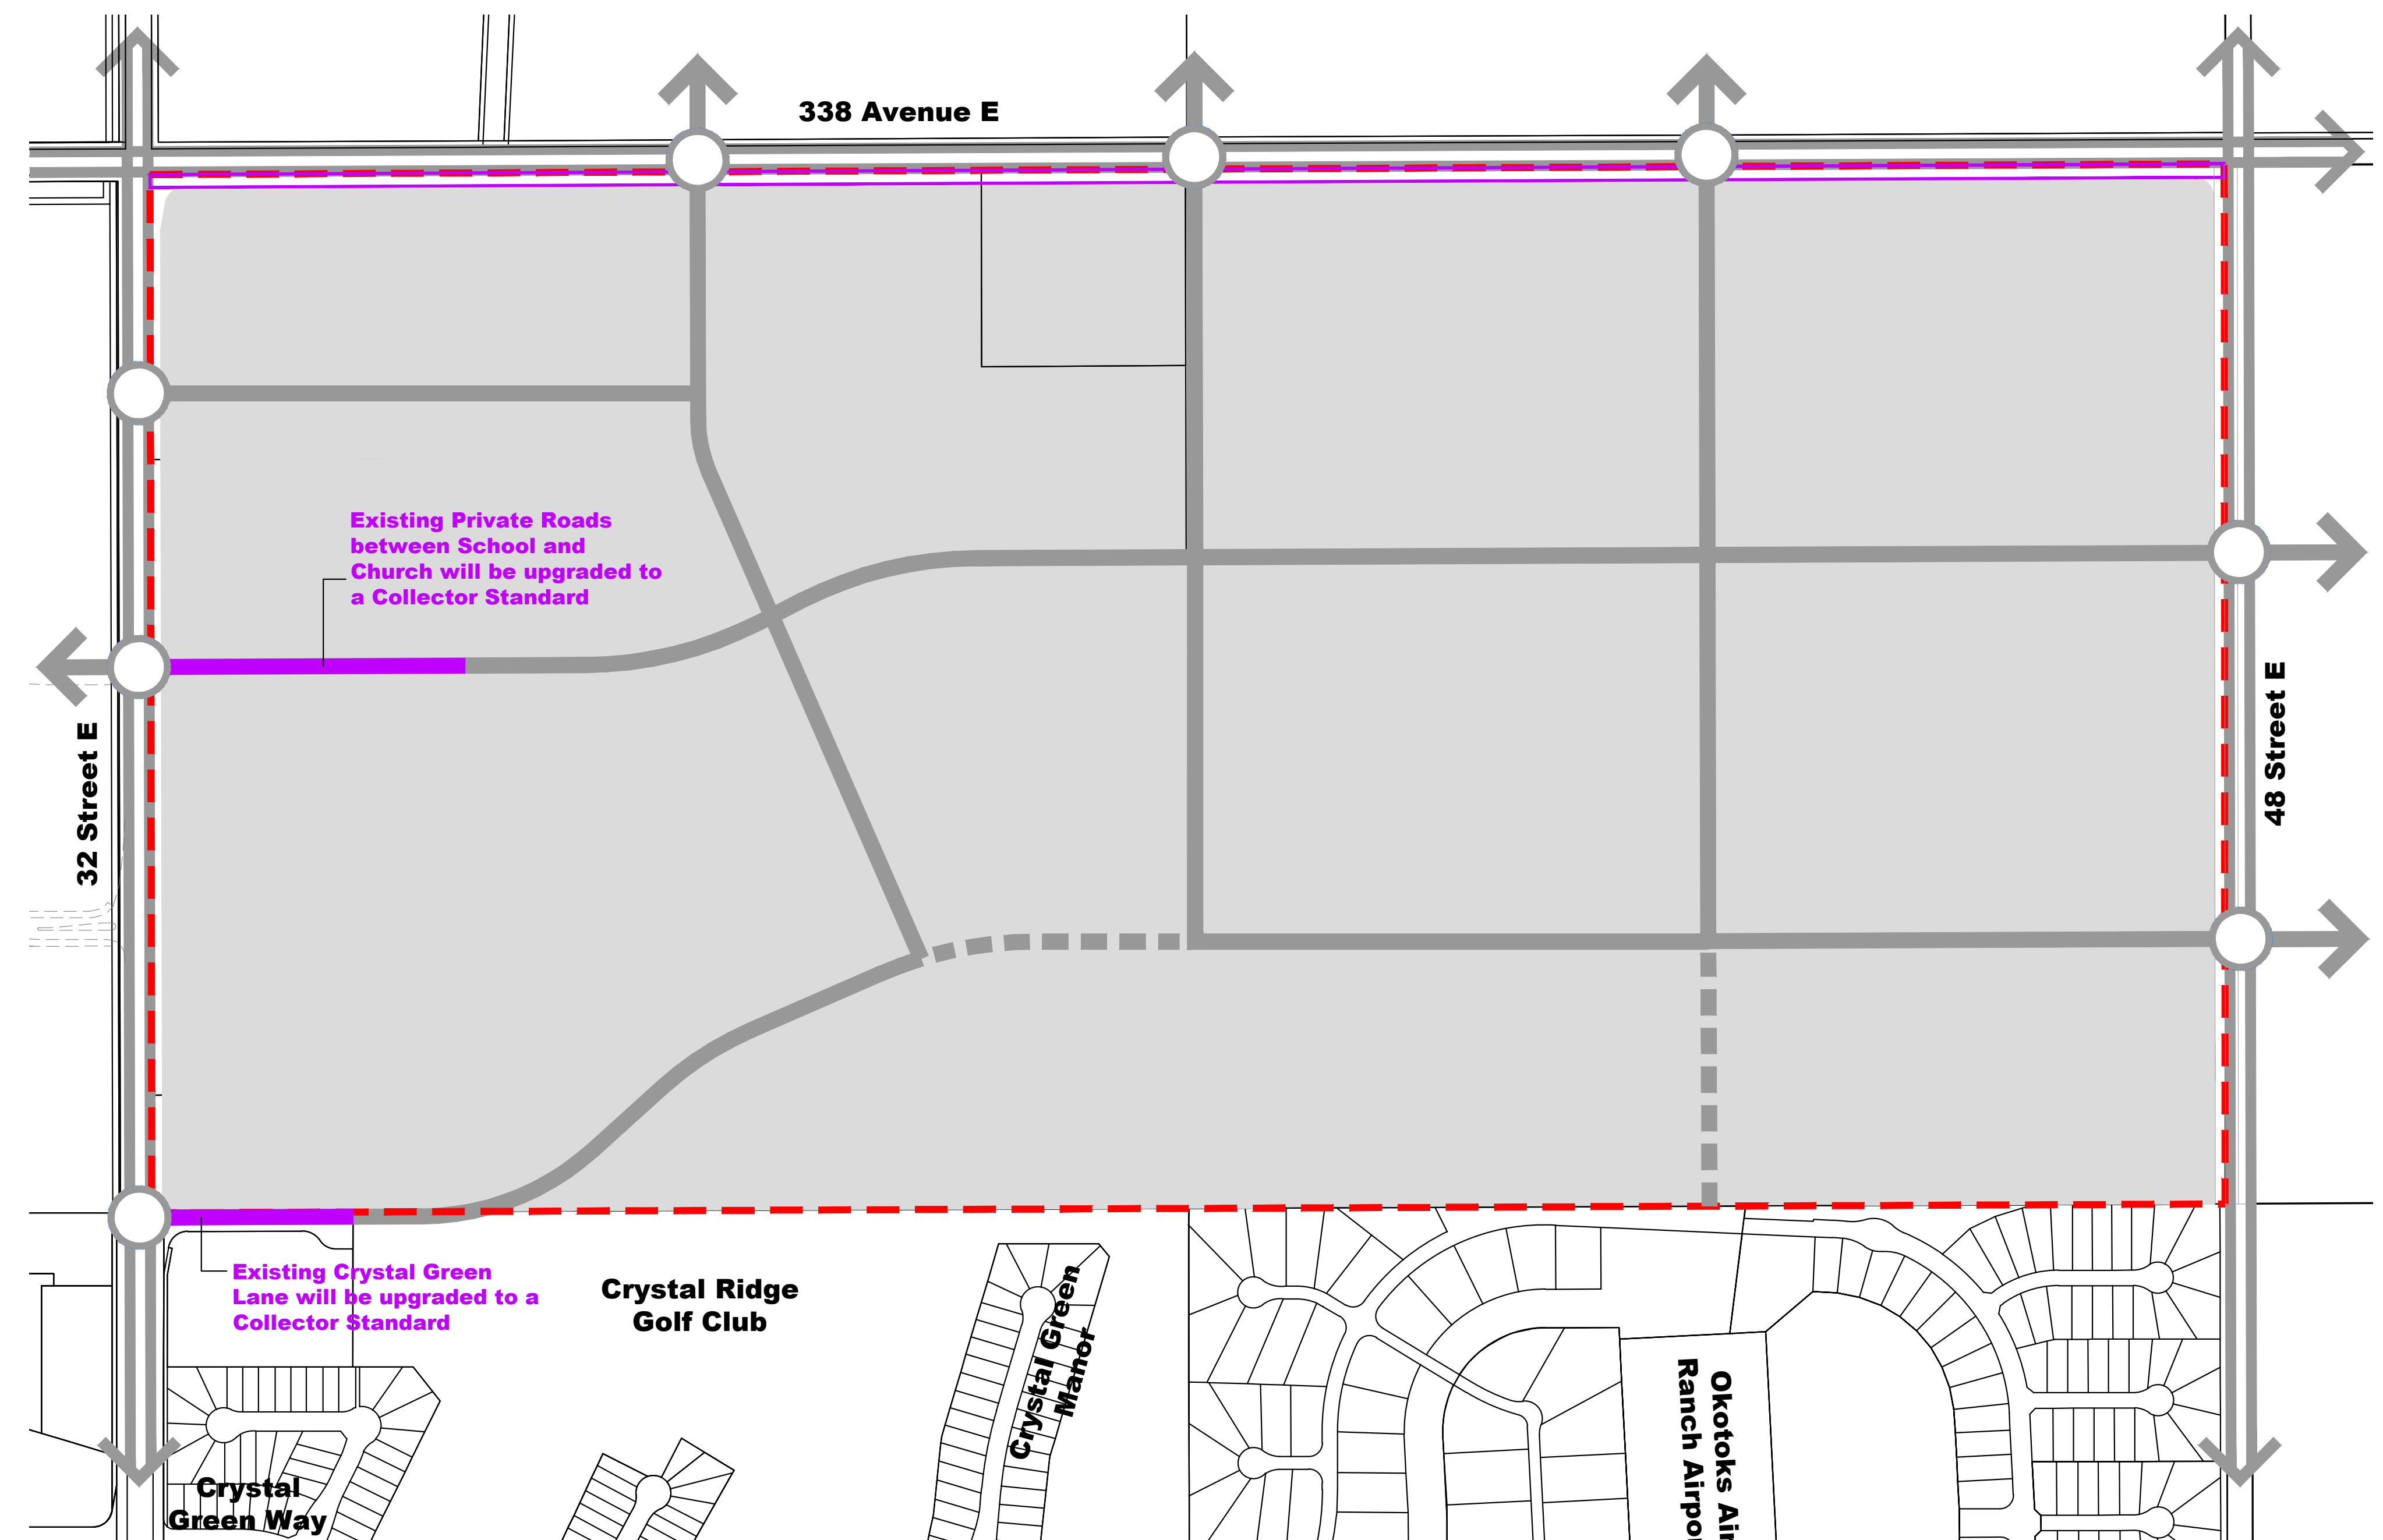 338 Avenue E
Existing Private Roads
between School and
Church will be upgraded to
a Collector Standard
32 Street E
48 Street E
Existing Crystal Green
Lane will be upgraded to a
Collector Standard
Crystal Ridge
Golf Club
Crystal Green
Manor
Okotoks Air
Ranch
Crystal
Green Way